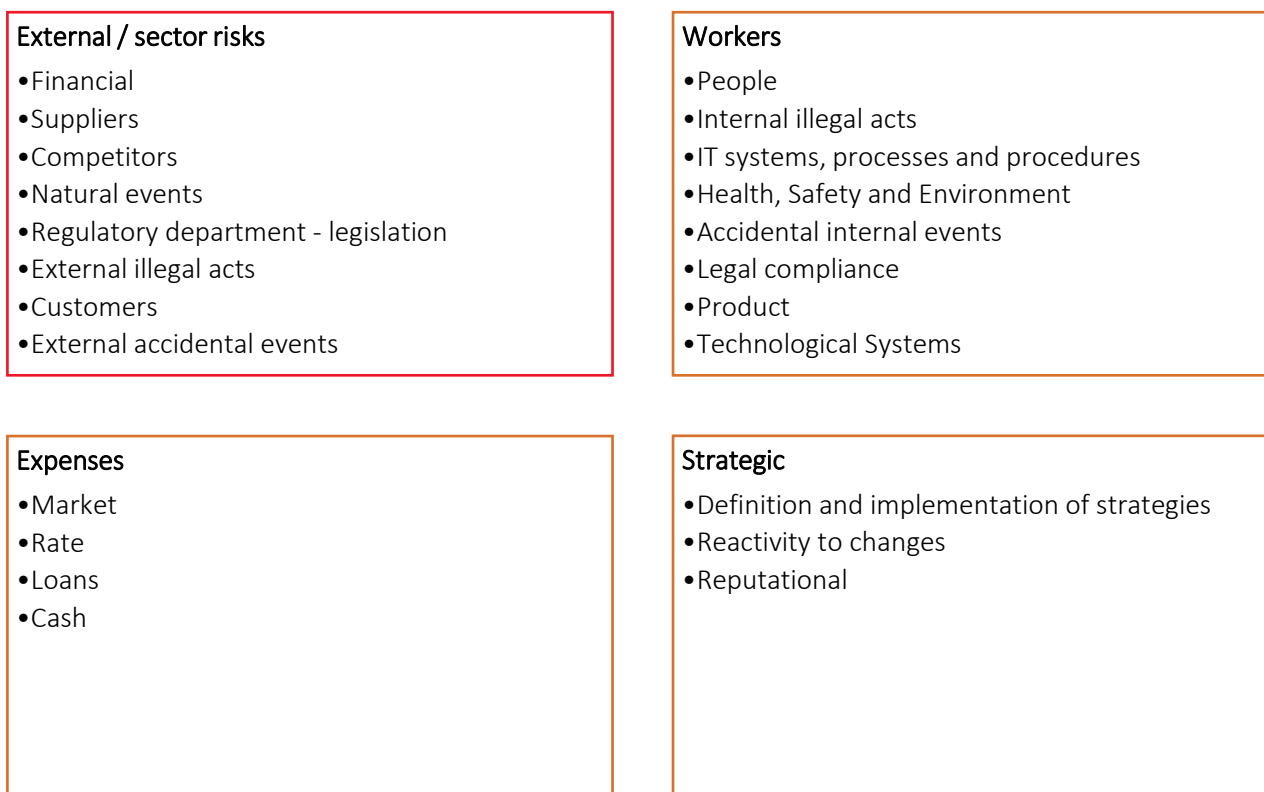 External / sector risks
•Financial
•Suppliers
•Competitors
•Natural events
•Regulatory department - legislation
•External illegal acts
•Customers
•External accidental events
Workers
•People
•Internal illegal acts
•IT systems, processes and procedures
•Health, Safety and Environment
•Accidental internal events
•Legal compliance
•Product
•Technological Systems
Expenses
•Market
•Rate
•Loans
•Cash
Strategic
•Definition and implementation of strategies
•Reactivity to changes
•Reputational